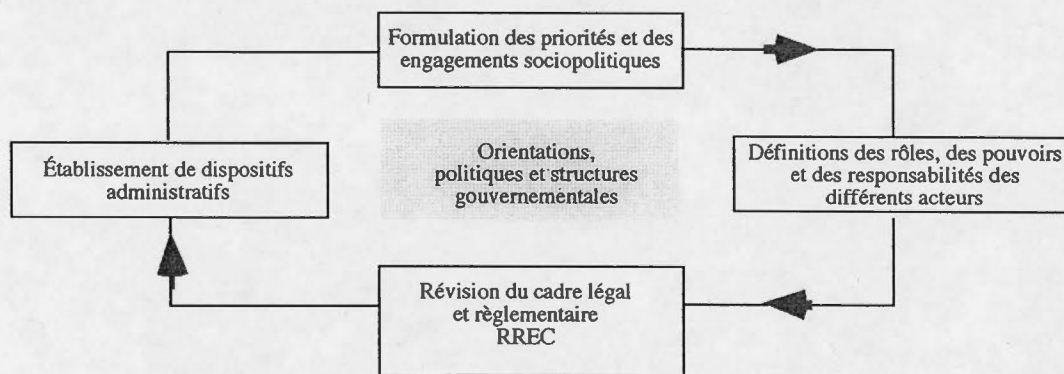 Formulation des priorités et des
engagements sociopolitiques
Établissement de dispositifs
administratifs
Orientations,
politiques et structures
gouvernementales
Définitions des rôles, des pouvoirs
et des responsabilités des
différents acteurs
Révision du cadre légal
et règlementaire
RREC